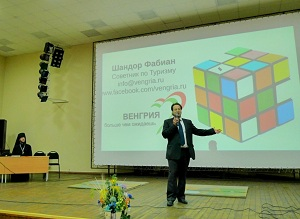 Шандор Фабиан
Советник по Туризму
info@vengria.ru
www.facebook.com/vengria.ru
ВЕНГРИЯ